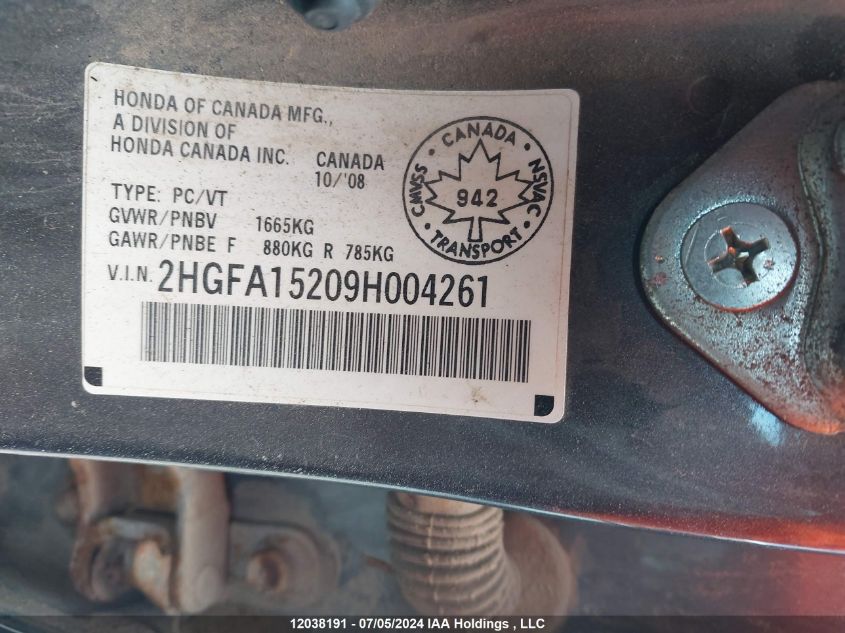 HONDA OF CANADA MFG.,
A DIVISION OF
HONDA CANADA INC. CANADA
10/'08
TYPE: PC/VT
GVWR/PNBV 1665KG
GAWR/PNBE F 880KG R 785KG
V.I.N. 2HGFA15209H004261
CANADA
CMVSS • NSVAC
942
TRANSPORT
12038191 - 07/05/2024 IAA Holdings , LLC